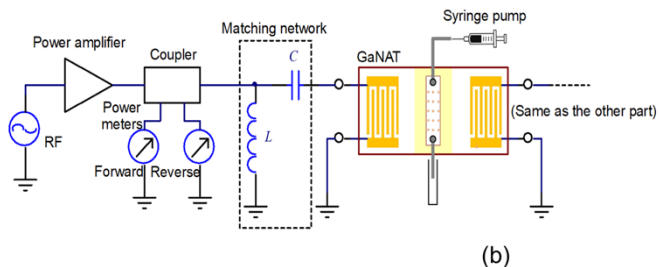 Syringe pump
Matching network
Power amplifier
Coupler
C
GaNAT
Power
meters
RF
L
(Same as the other part)
Forward
Reverse
(b)